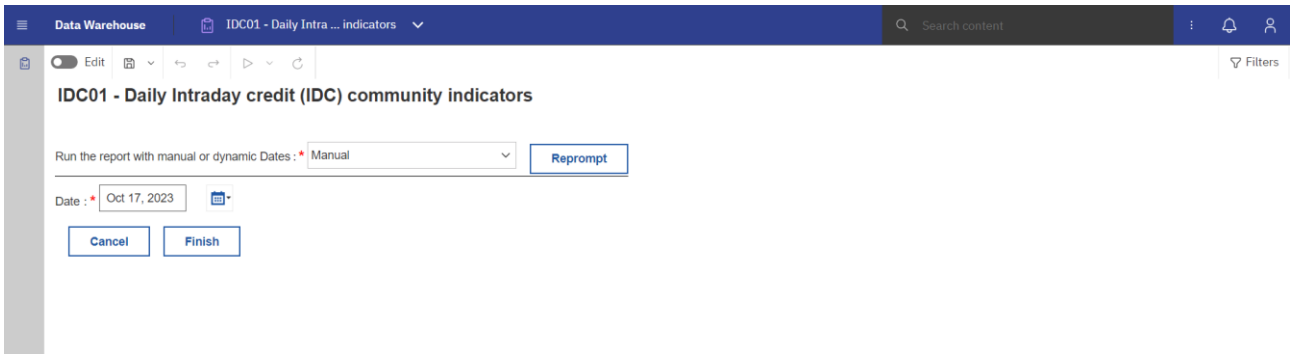 Data Warehouse IDC01 - Daily Intra ... indicators Search content
Edit Filters
IDC01 - Daily Intraday credit (IDC) community indicators
Run the report with manual or dynamic Dates : * Manual Reprompt
Date : * Oct 17, 2023
Cancel Finish